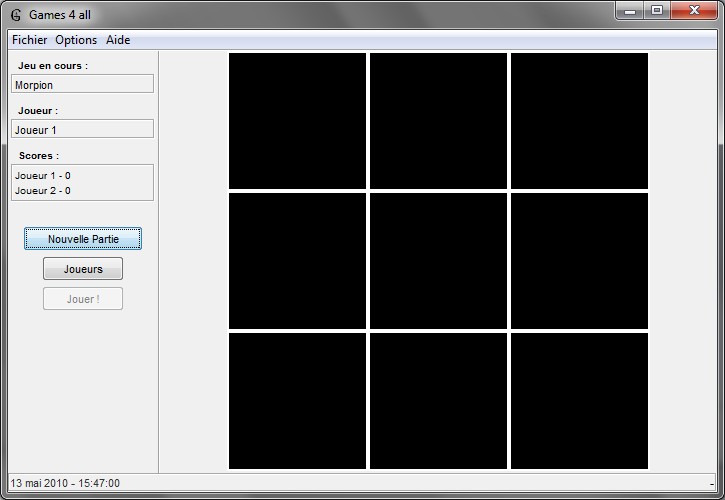 Games 4 all
Fichier Options Aide
Jeu en cours :
Morpion
Joueur :
Joueur 1
Scores :
Joueur 1 - 0
Joueur 2 - 0
Nouvelle Partie
Joueurs
Jouer !
13 mai 2010 - 15:47:00 -